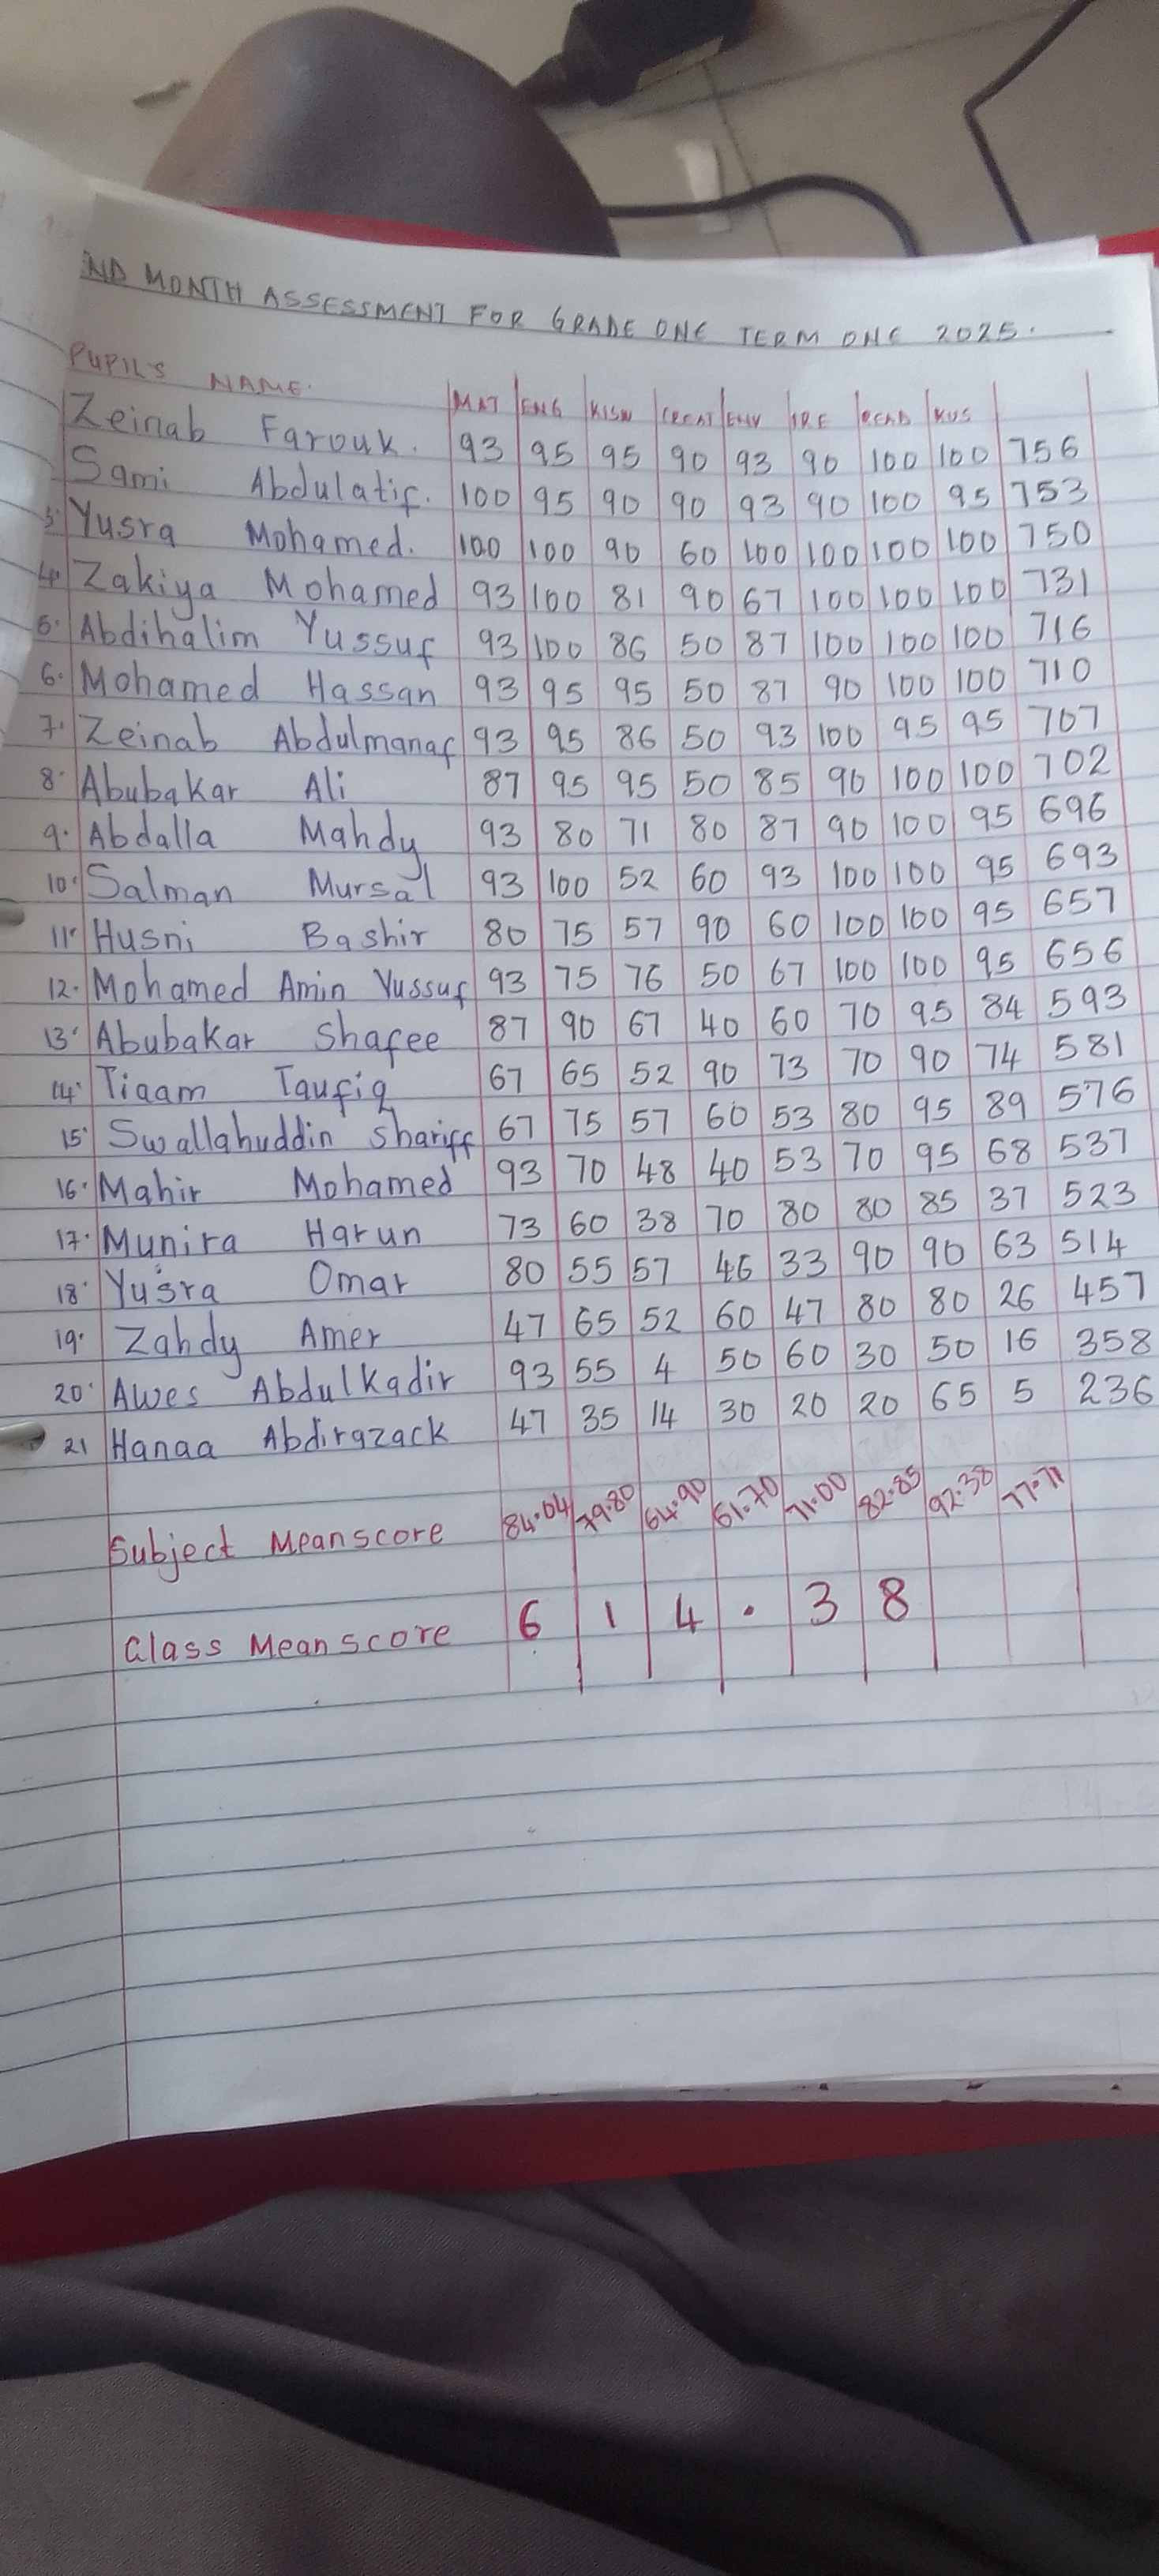 END MONTH ASSESSMENT FOR GRADE ONE TERM ONE 2025.
PUPIL'S NAME. MAT ENG KISW CREAT ENV IRE READ KUS
Zeinab Farouk. 93 95 95 90 93 90 100 100 756
Sami Abdulatif. 100 95 90 90 93 90 100 95 753
3. Yusra Mohamed. 100 100 90 60 100 100 100 100 750
4. Zakiya Mohamed 93 100 81 90 67 100 100 100 731
5. Abdihalim Yussuf 93 100 86 50 87 100 100 100 716
6. Mohamed Hassan 93 95 95 50 87 90 100 100 710
7. Zeinab Abdulmanaf 93 95 86 50 93 100 95 95 707
8. Abubakar Ali 87 95 95 50 85 90 100 100 702
9. Abdalla Mahdy 93 80 71 80 87 90 100 95 696
10. Salman Mursal 93 100 52 60 93 100 100 95 693
11. Husni Bashir 80 75 57 90 60 100 100 95 657
12. Mohamed Amin Yussuf 93 75 76 50 67 100 100 95 656
13. Abubakar Shafee 87 90 67 40 60 70 95 84 593
14. Tiqam Taufiq 67 65 52 90 73 70 90 74 581
15. Swallahuddin Shariff 67 75 57 60 53 80 95 89 576
16. Mahir Mohamed 93 70 48 40 53 70 95 68 537
17. Munira Harun 73 60 38 70 80 80 85 37 523
18. Yusra Omar 80 55 57 46 33 90 90 63 514
19. Zahdy Amer 47 65 52 60 47 80 80 26 457
20. Awes Abdulkadir 93 55 4 50 60 30 50 16 358
21 Hanaa Abdirazack 47 35 14 30 20 20 65 5 236
Subject Meanscore 84.04 79.80 64.90 61.70 71.00 82.85 92.38 77.71
Class Meanscore 6 1 4 . 3 8